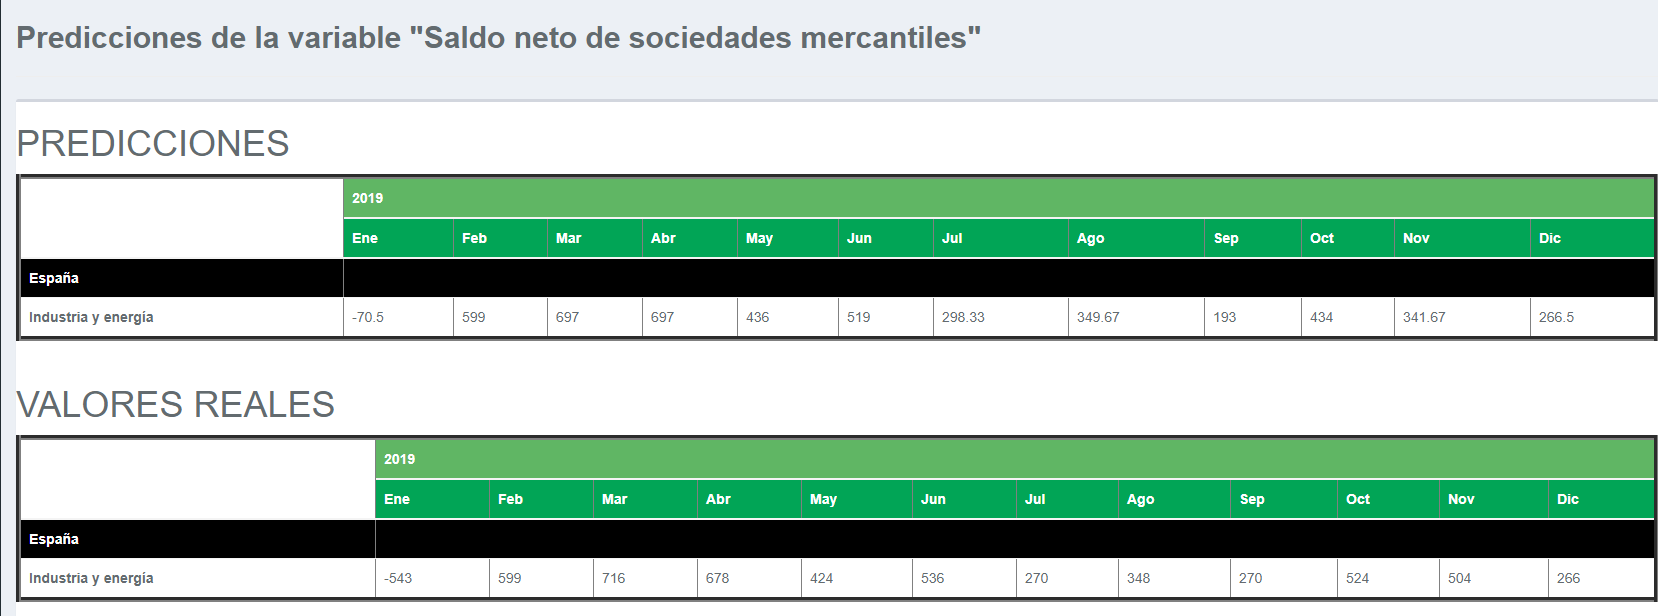 Predicciones de la variable "Saldo neto de sociedades mercantiles"
PREDICCIONES
2019
Ene Feb Mar Abr May Jun Jul Ago Sep Oct Nov Dic
España
Industria y energía -70.5 599 697 697 436 519 298.33 349.67 193 434 341.67 266.5
VALORES REALES
2019
Ene Feb Mar Abr May Jun Jul Ago Sep Oct Nov Dic
España
Industria y energía -543 599 716 678 424 536 270 348 270 524 504 266